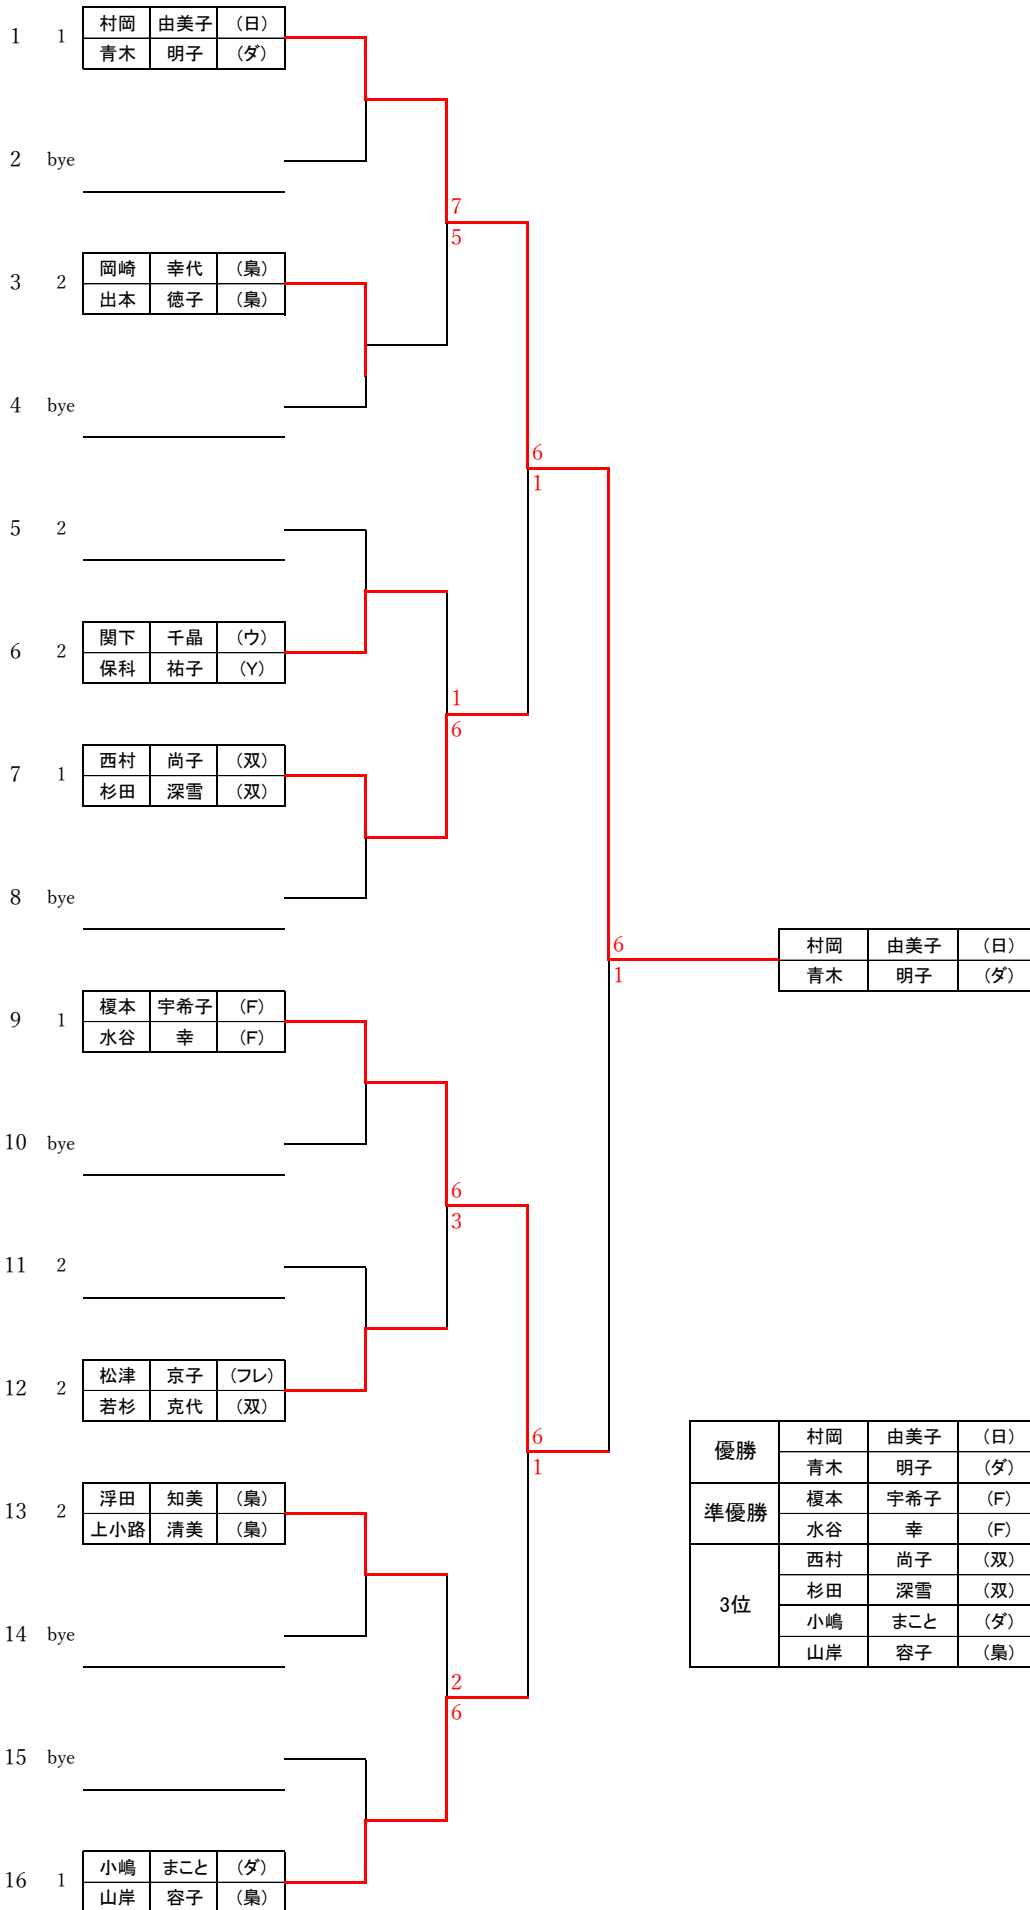 1 1 村岡 由美子 (日)
青木 明子 (ダ)
2 bye
7
5
3 2 岡崎 幸代 (梟)
出本 徳子 (梟)
4 bye
6
1
5 2
6 2 関下 千晶 (ウ)
保科 祐子 (Y)
1
6
7 1 西村 尚子 (双)
杉田 深雪 (双)
8 bye
6 村岡 由美子 (日)
1 青木 明子 (ダ)
9 1 榎本 宇希子 (F)
水谷 幸 (F)
10 bye
6
3
11 2
12 2 松津 京子 (フレ)
若杉 克代 (双)
6
1
13 2 浮田 知美 (梟)
上小路 清美 (梟)
14 bye
2
6
15 bye
16 1 小嶋 まこと (ダ)
山岸 容子 (梟)
優勝 村岡 由美子 (日)
青木 明子 (ダ)
準優勝 榎本 宇希子 (F)
水谷 幸 (F)
3位 西村 尚子 (双)
杉田 深雪 (双)
小嶋 まこと (ダ)
山岸 容子 (梟)